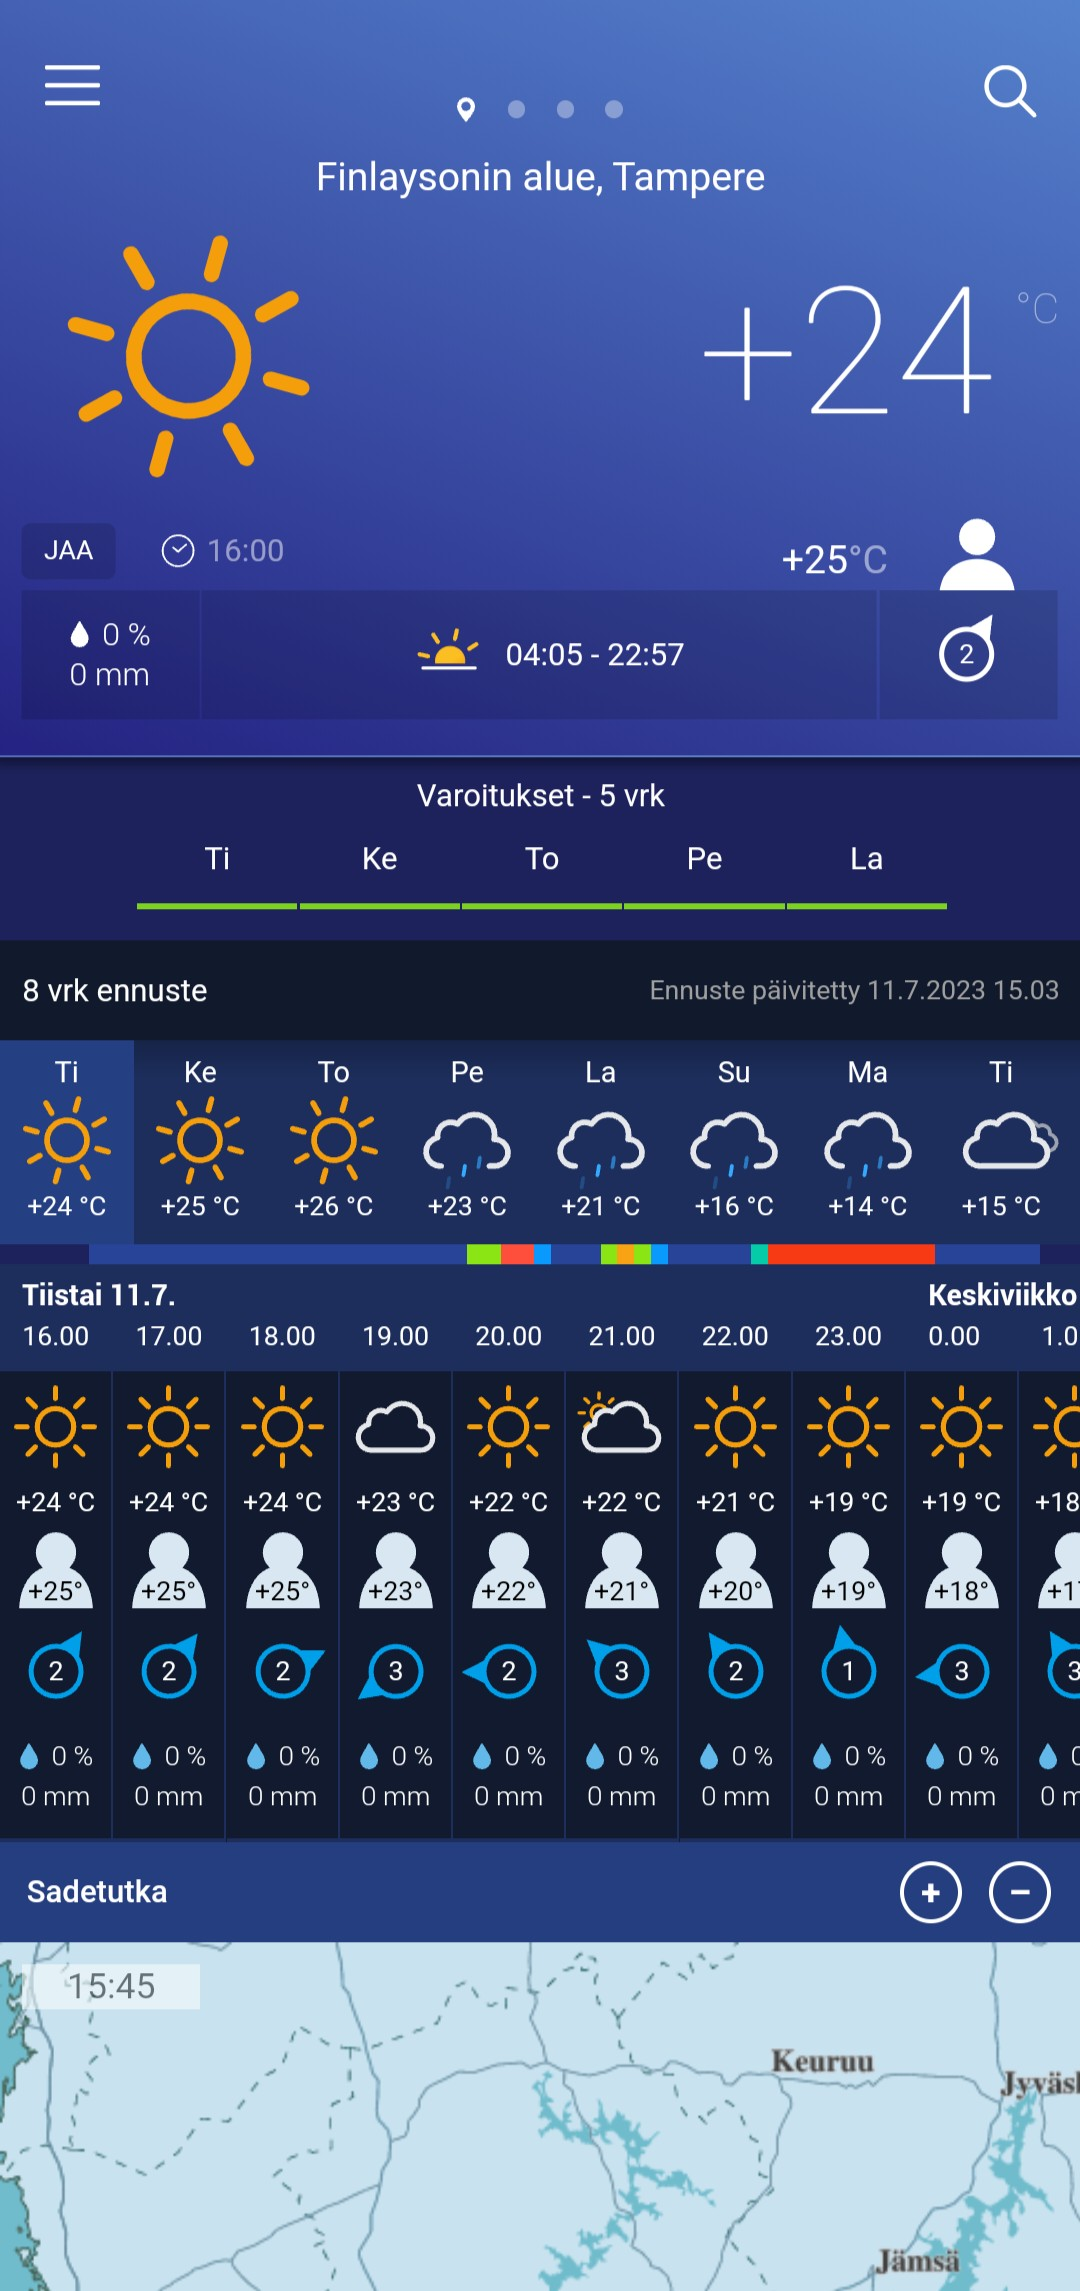 Finlaysonin alue, Tampere
+24 °C
JAA 16:00 +25°C
0 %
0 mm
04:05 - 22:57
2
Varoitukset - 5 vrk
Ti Ke To Pe La
8 vrk ennuste Ennuste päivitetty 11.7.2023 15.03
Ti Ke To Pe La Su Ma Ti
+24 °C +25 °C +26 °C +23 °C +21 °C +16 °C +14 °C +15 °C
Tiistai 11.7. Keskiviikko
16.00 17.00 18.00 19.00 20.00 21.00 22.00 23.00 0.00 1.0
+24 °C +24 °C +24 °C +23 °C +22 °C +22 °C +21 °C +19 °C +19 °C +18
+25° +25° +25° +23° +22° +21° +20° +19° +18° +1
2 2 2 3 2 3 2 1 3 3
0 % 0 % 0 % 0 % 0 % 0 % 0 % 0 % 0 % 0
0 mm 0 mm 0 mm 0 mm 0 mm 0 mm 0 mm 0 mm 0 mm 0 m
Sadetutka
15:45
Keuruu
Jyväs
Jämsä